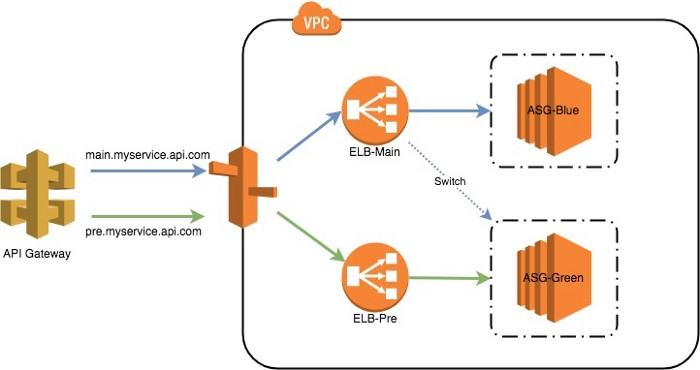 VPC
main.myservice.api.com
pre.myservice.api.com
API Gateway
ELB-Main
ASG-Blue
Switch
ELB-Pre
ASG-Green